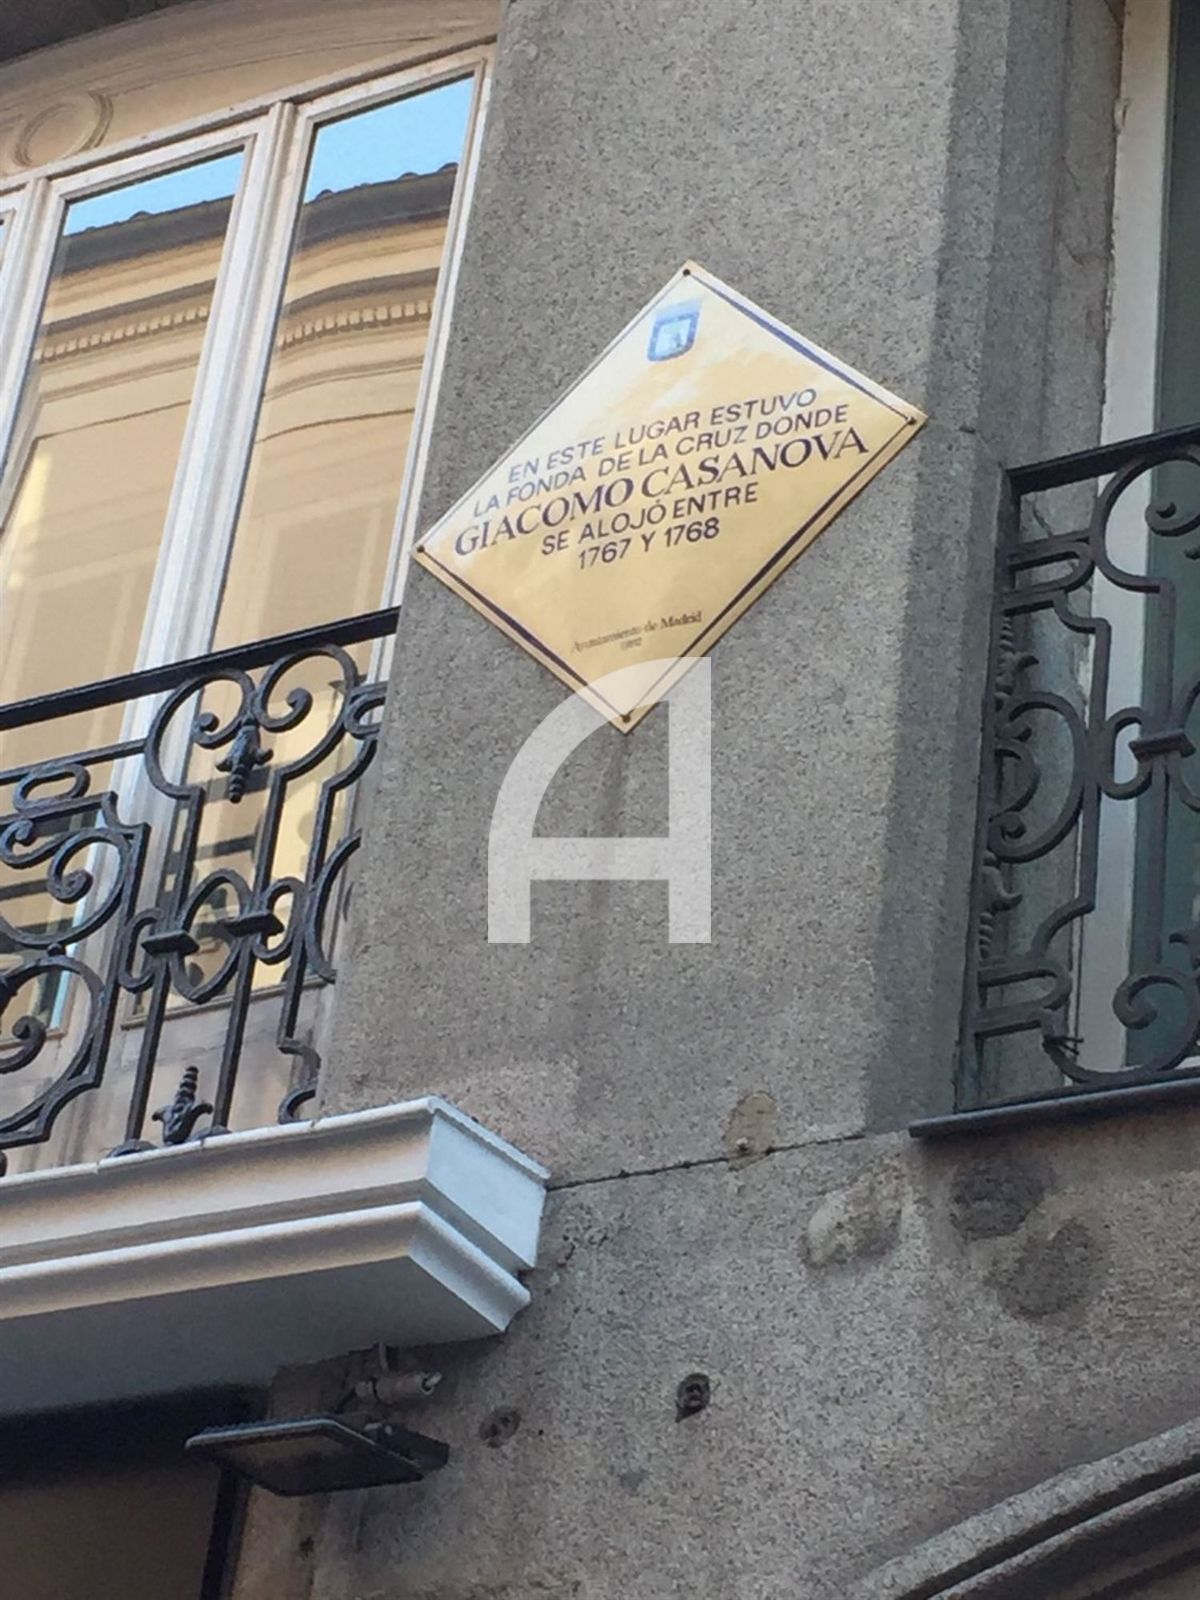 EN ESTE LUGAR ESTUVO
LA FONDA DE LA CRUZ DONDE
GIACOMO CASANOVA
SE ALOJÓ ENTRE
1767 Y 1768
Ayuntamiento de Madrid